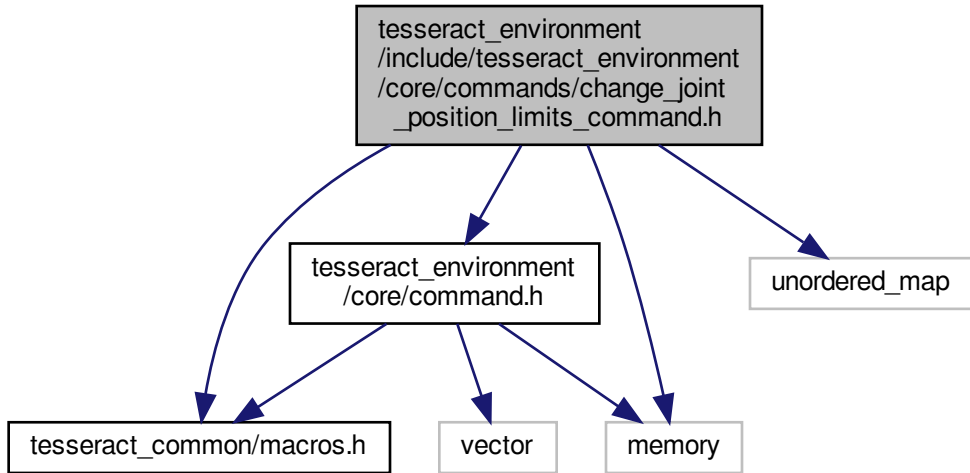 tesseract_environment
/include/tesseract_environment
/core/commands/change_joint
_position_limits_command.h
tesseract_environment
/core/command.h
unordered_map
tesseract_common/macros.h
vector
memory